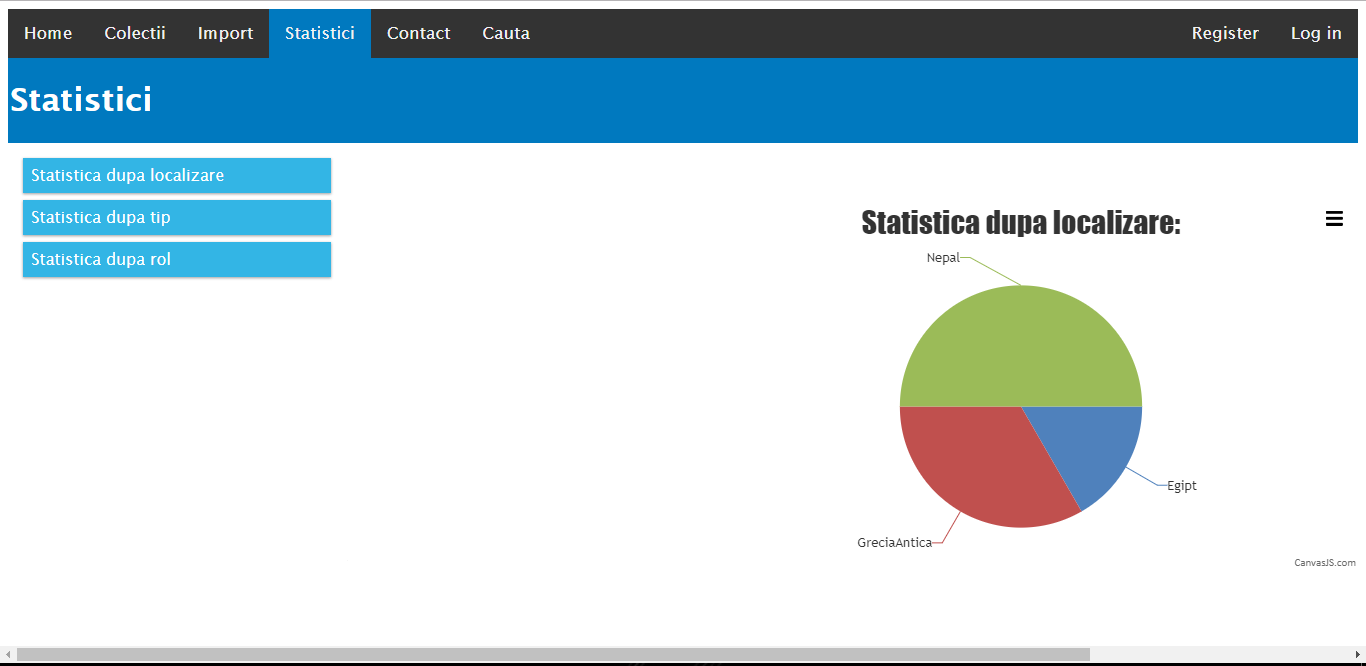 Home Colectii Import Statistici Contact Cauta Register Log in
Statistici
Statistica dupa localizare
Statistica dupa tip
Statistica dupa rol
Statistica dupa localizare:
Nepal
Egipt
GreciaAntica
CanvasJS.com